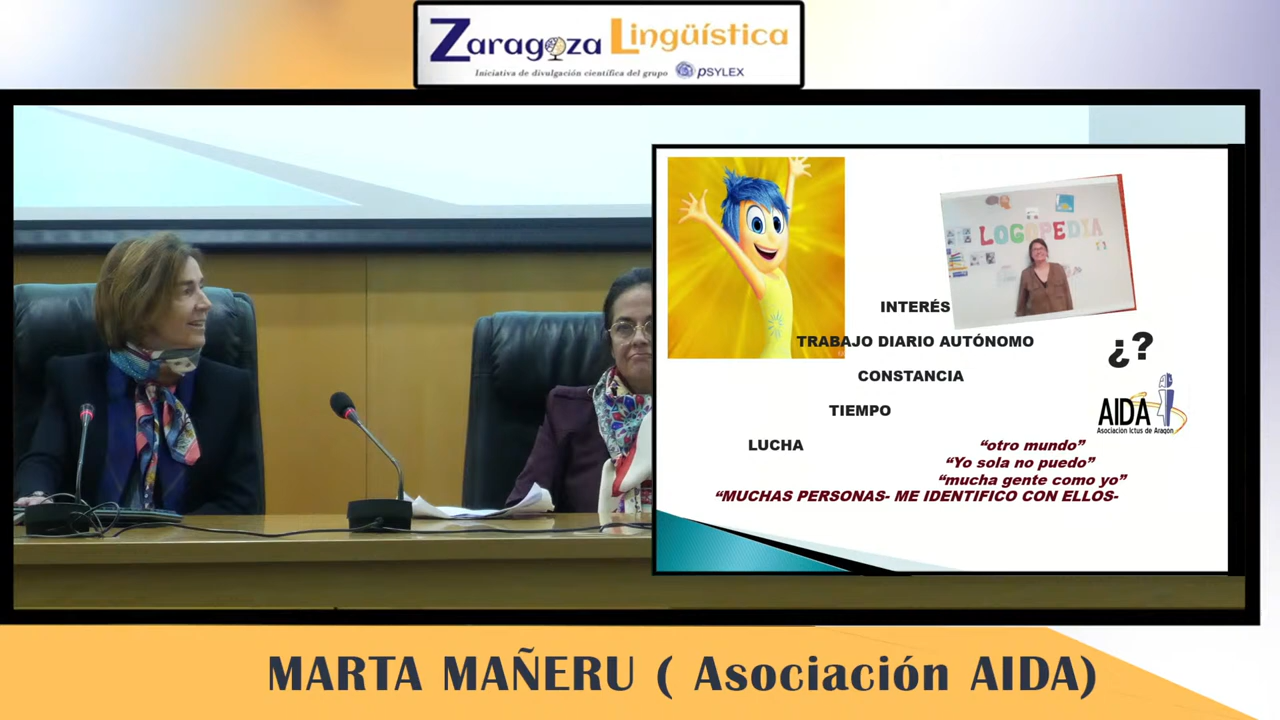 Zaragoza Lingüística
Iniciativa de divulgación científica del grupo PSYLEX
LOGOPEDIA
INTERÉS
TRABAJO DIARIO AUTÓNOMO
¿?
CONSTANCIA
TIEMPO
AIDA
Asociación Ictus de Aragón
LUCHA
“otro mundo”
“Yo sola no puedo”
“mucha gente como yo”
“MUCHAS PERSONAS- ME IDENTIFICO CON ELLOS-
MARTA MAÑERU ( Asociación AIDA)